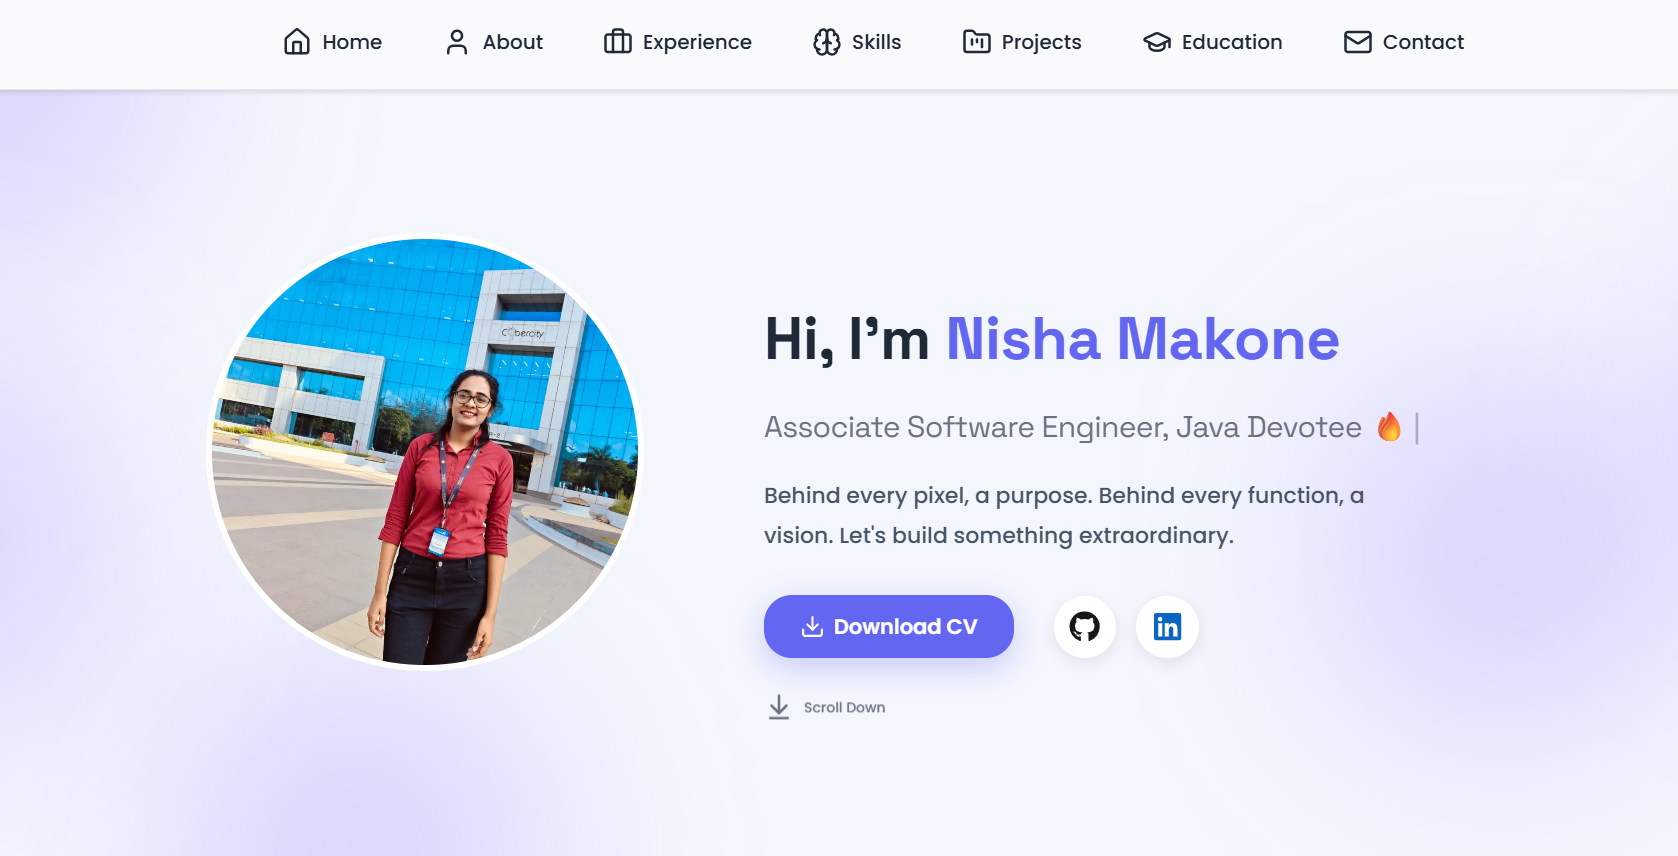 Home About Experience Skills Projects Education Contact
Hi, I'm Nisha Makone
Associate Software Engineer, Java Devotee 🔥 |
Behind every pixel, a purpose. Behind every function, a
vision. Let's build something extraordinary.
Download CV
in
Scroll Down